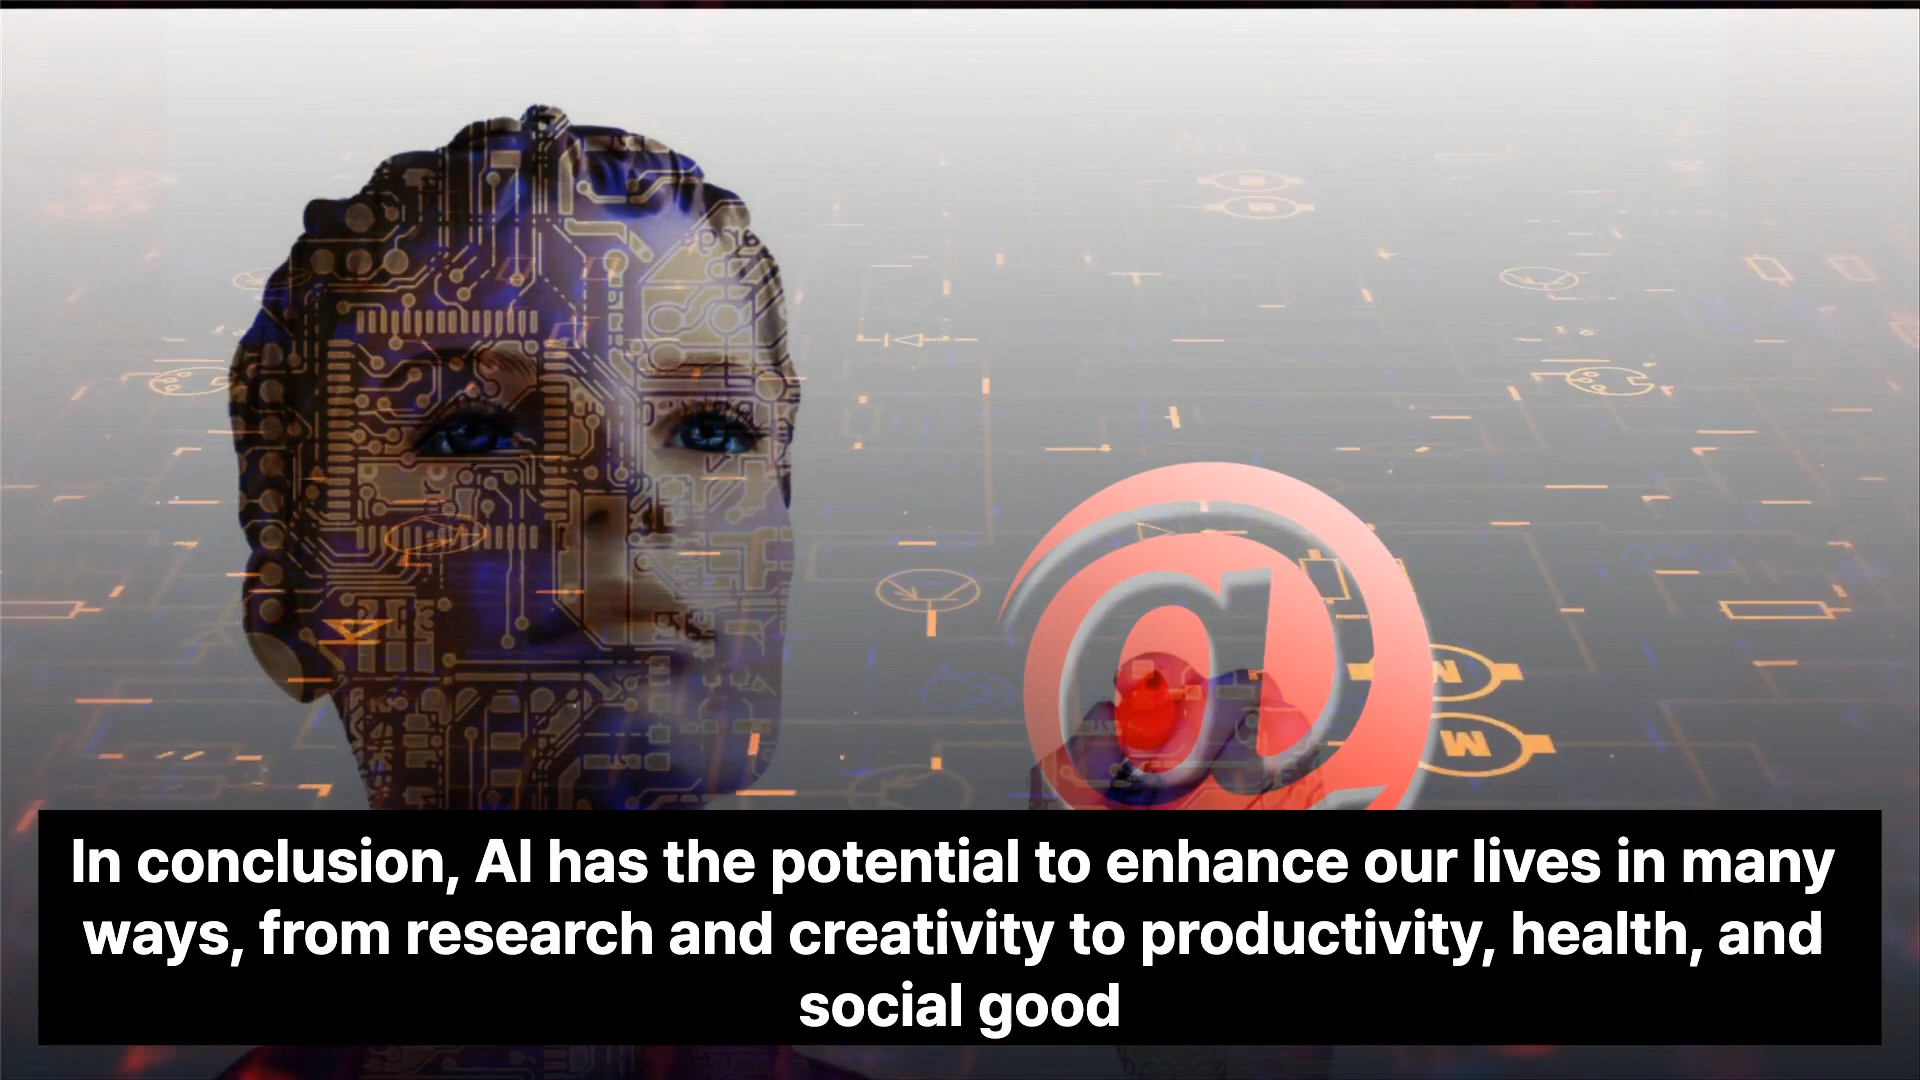 @
M
M
In conclusion, AI has the potential to enhance our lives in many
ways, from research and creativity to productivity, health, and
social good